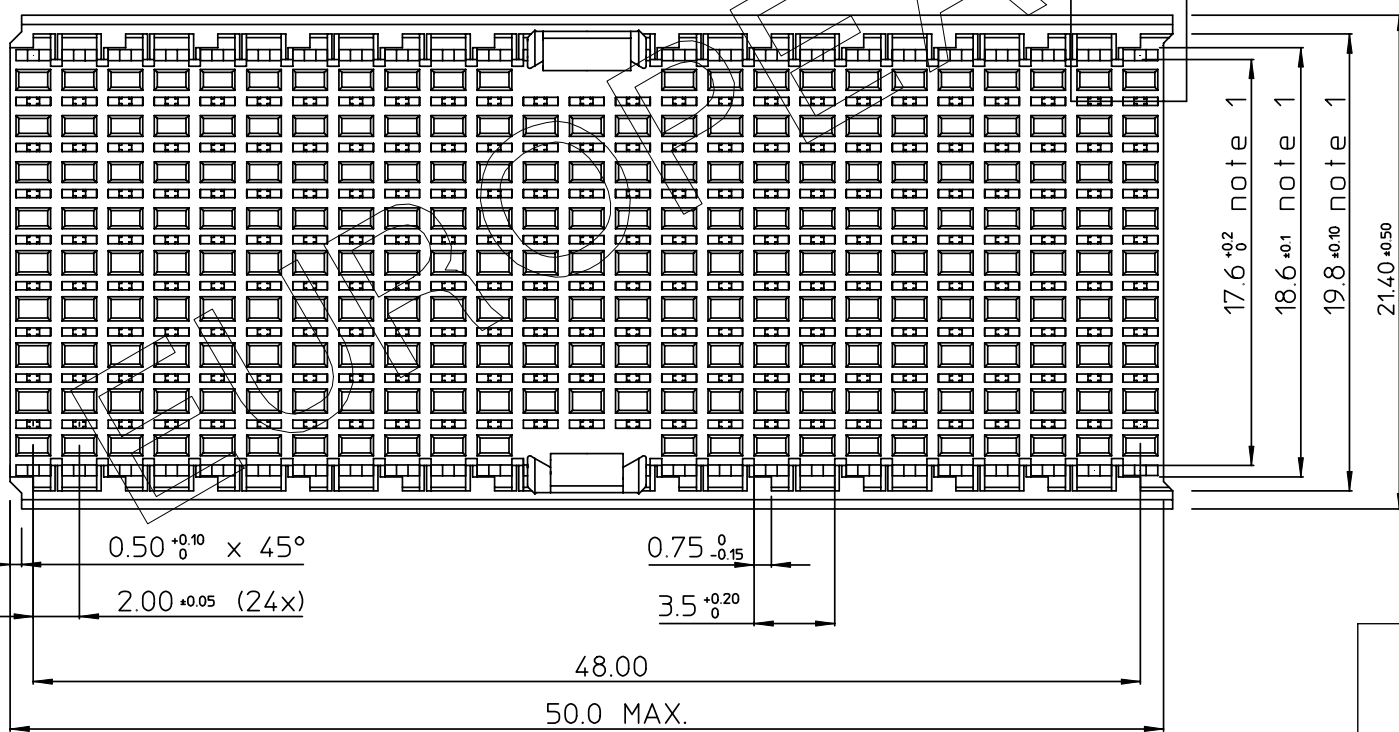 17.6 +0.2 0 note 1
18.6 ±0.1 note 1
19.8 ±0.10 note 1
21.40 ±0.50
0.50 +0.10 0 x 45°
0.75 0 -0.15
2.00 ±0.05 (24x)
3.5 +0.20 0
48.00
50.0 MAX.